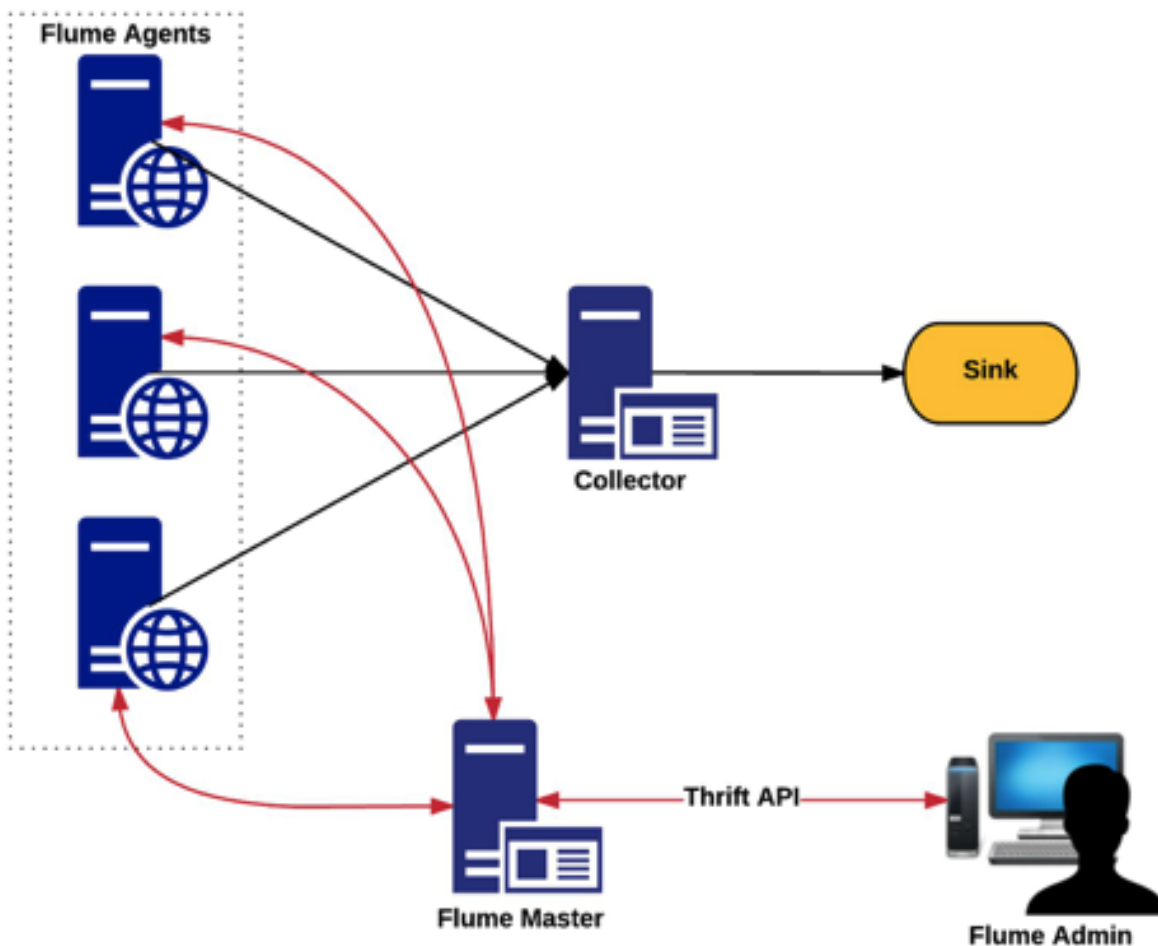 Flume Agents
Sink
Collector
Thrift API
Flume Master
Flume Admin